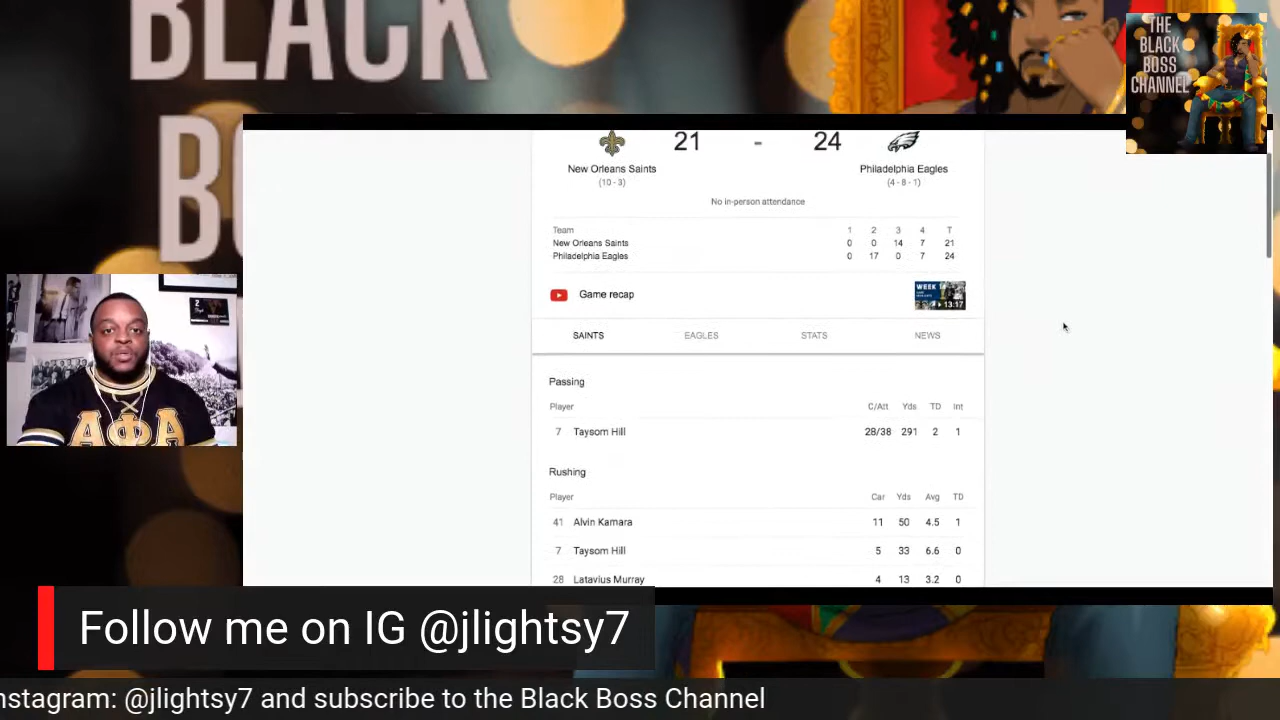 BLACK
BO
THE
BLACK
BOSS
CHANNEL
21 - 24
New Orleans Saints Philadelphia Eagles
(10 - 3) (4 - 8 - 1)
No in-person attendance
Team 1 2 3 4 T
New Orleans Saints 0 0 14 7 21
Philadelphia Eagles 0 17 0 7 24
Game recap
WEEK
13:17
SAINTS EAGLES STATS NEWS
Passing
Player C/Att Yds TD Int
7 Taysom Hill 28/38 291 2 1
Rushing
Player Car Yds Avg TD
41 Alvin Kamara 11 50 4.5 1
7 Taysom Hill 5 33 6.6 0
28 Latavius Murray 4 13 3.2 0
ΑΦΑ
Follow me on IG @jlightsy7
nstagram: @jlightsy7 and subscribe to the Black Boss Channel